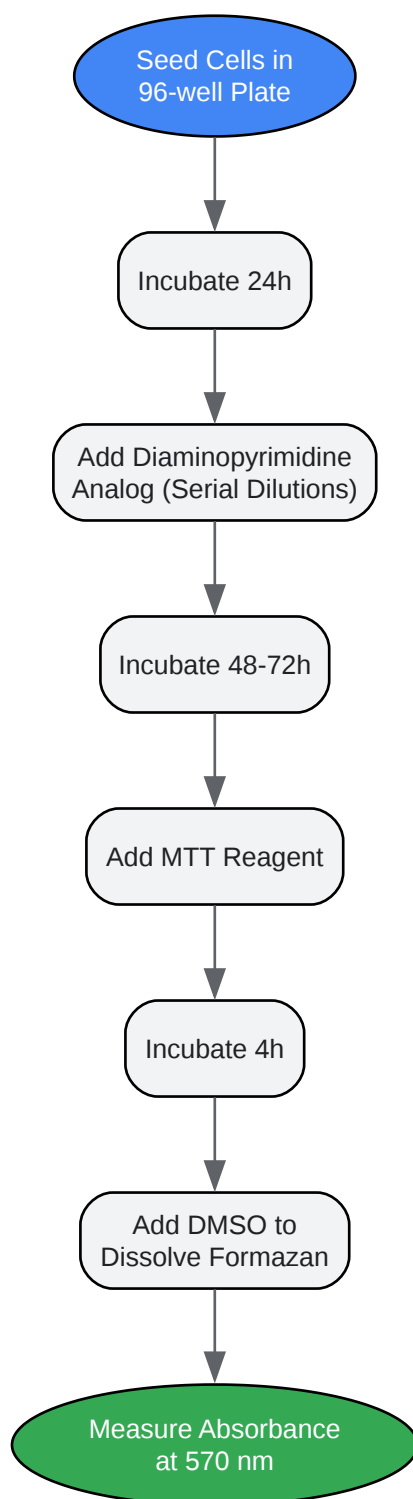 Seed Cells in
96-well Plate
Incubate 24h
Add Diaminopyrimidine
Analog (Serial Dilutions)
Incubate 48-72h
Add MTT Reagent
Incubate 4h
Add DMSO to
Dissolve Formazan
Measure Absorbance
at 570 nm